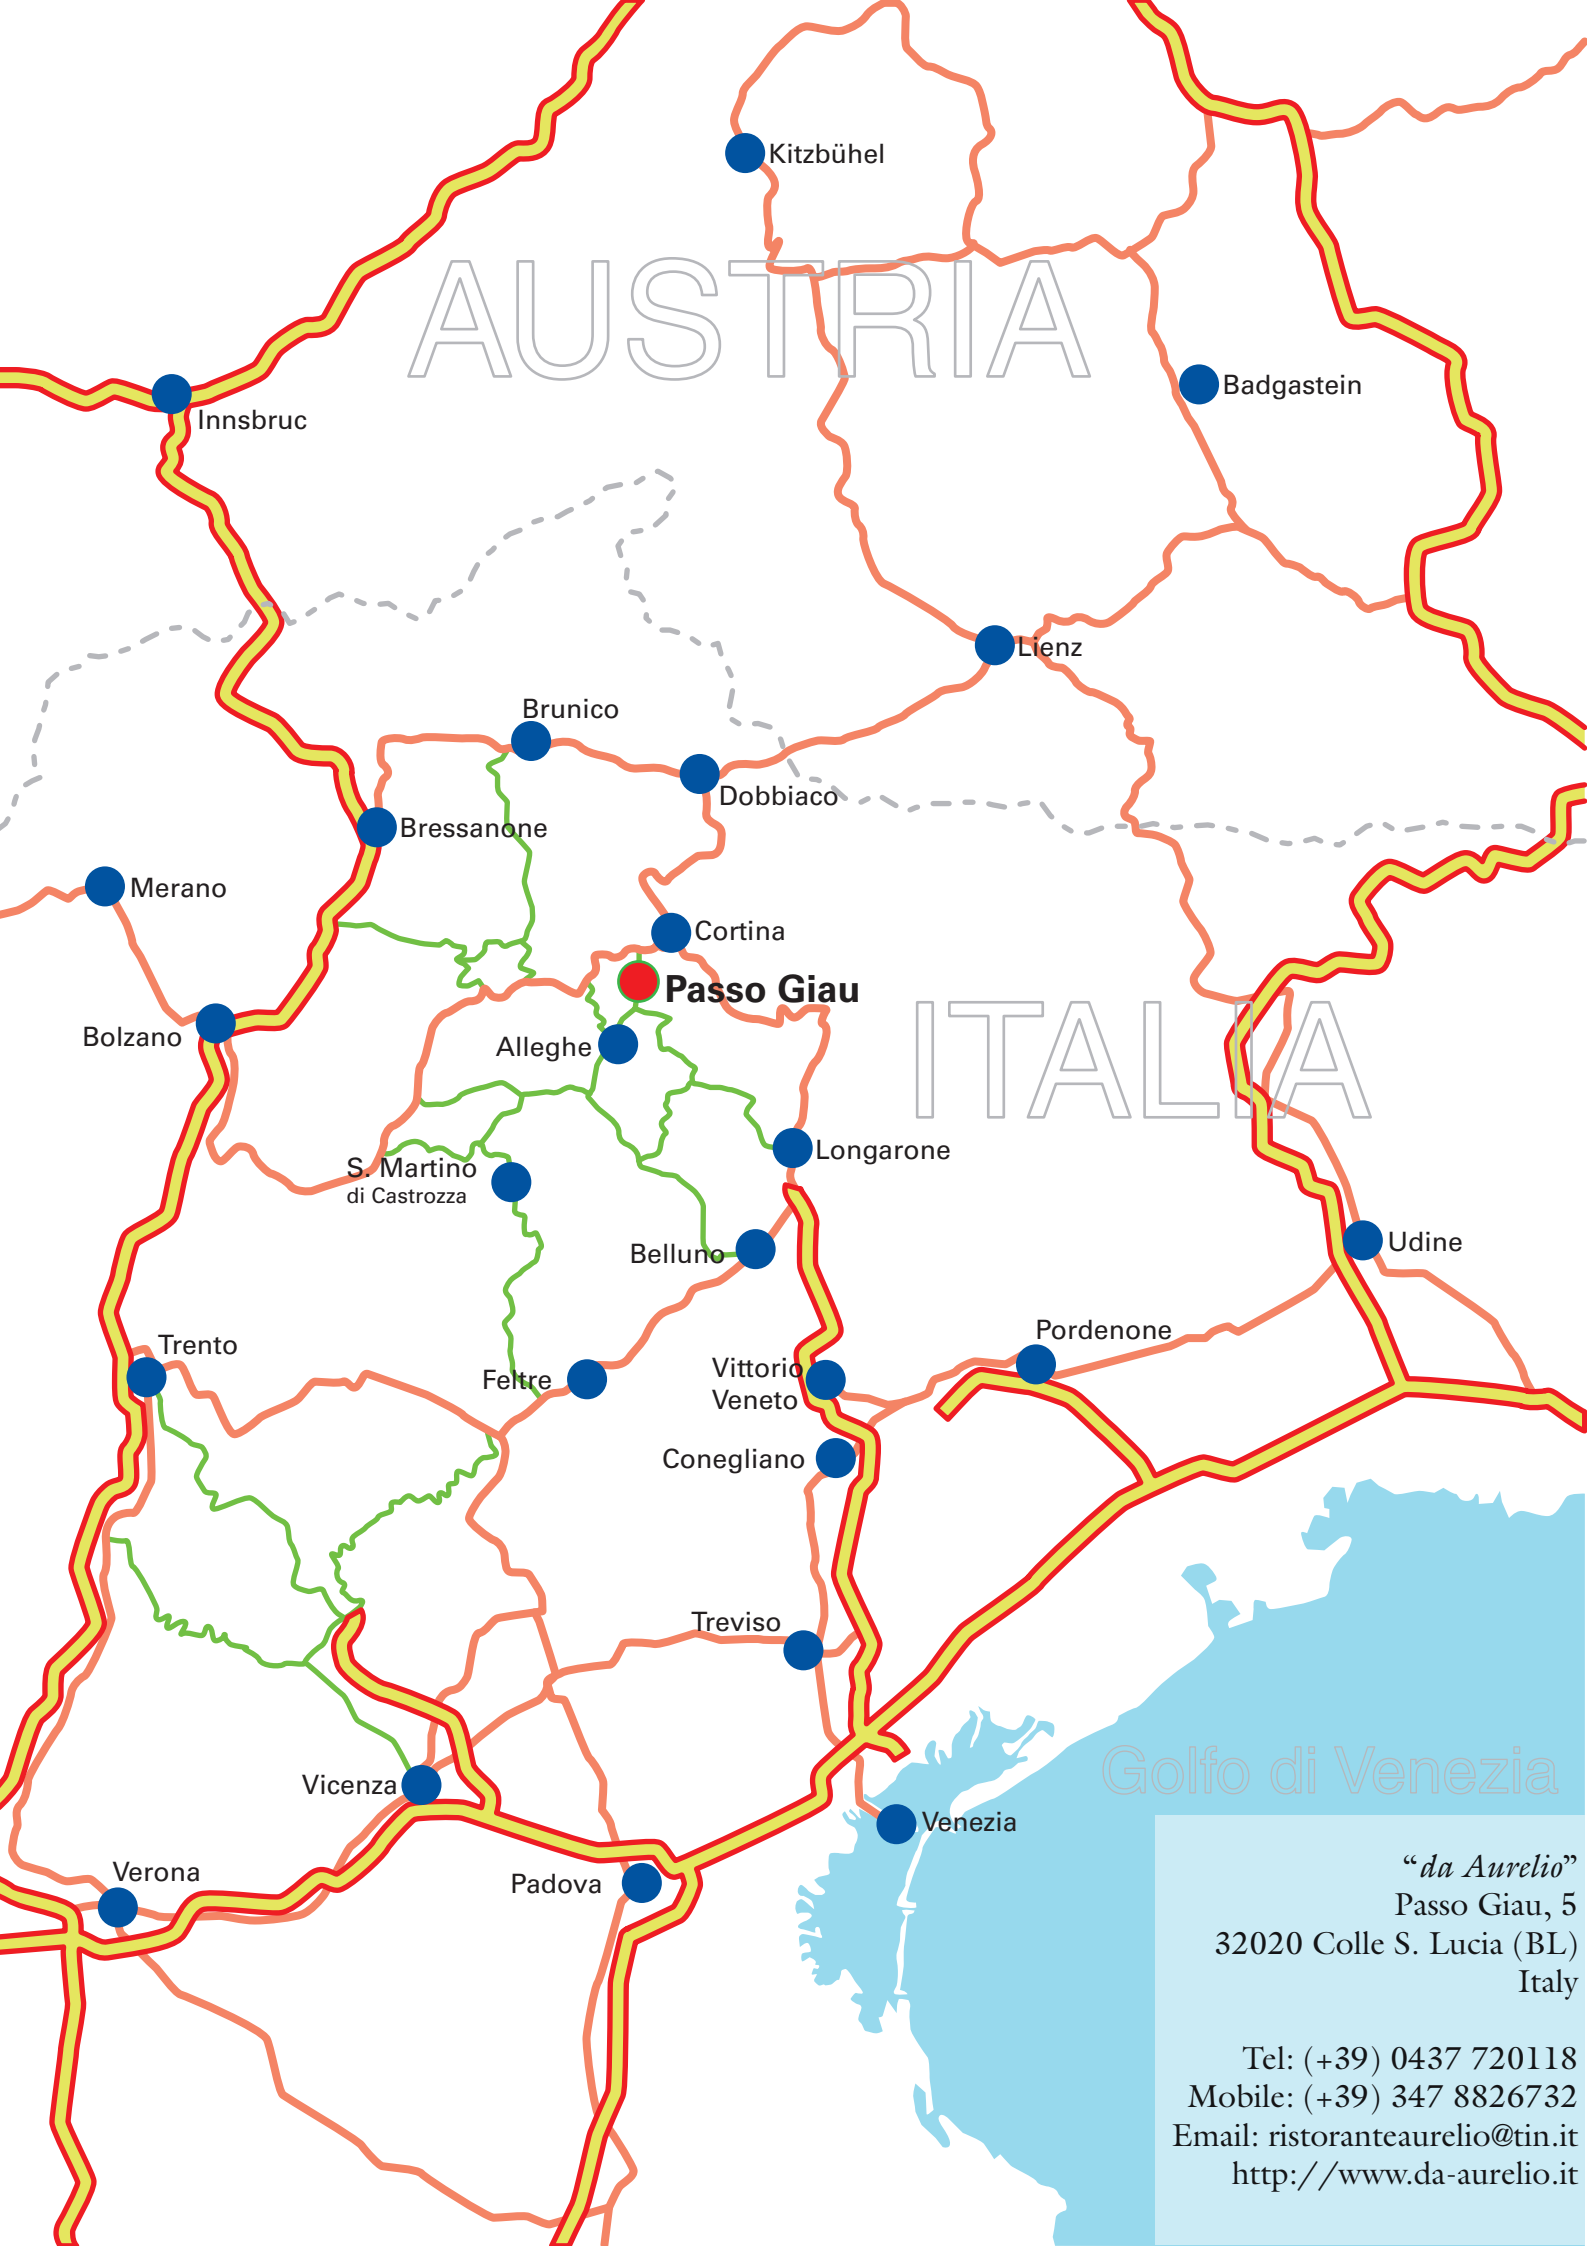 Kitzbühel
AUSTRIA
Badgastein
Innsbruc
Lienz
Brunico
Dobbiaco
Bressanone
Merano
Cortina
Passo Giau
ITALIA
Bolzano
Alleghe
Longarone
S. Martino
di Castrozza
Belluno
Udine
Pordenone
Trento
Feltre
Vittorio
Veneto
Conegliano
Treviso
Golfo di Venezia
Vicenza
Venezia
Verona
Padova
“da Aurelio”
Passo Giau, 5
32020 Colle S. Lucia (BL)
Italy
Tel: (+39) 0437 720118
Mobile: (+39) 347 8826732
Email: ristoranteaurelio@tin.it
http://www.da-aurelio.it